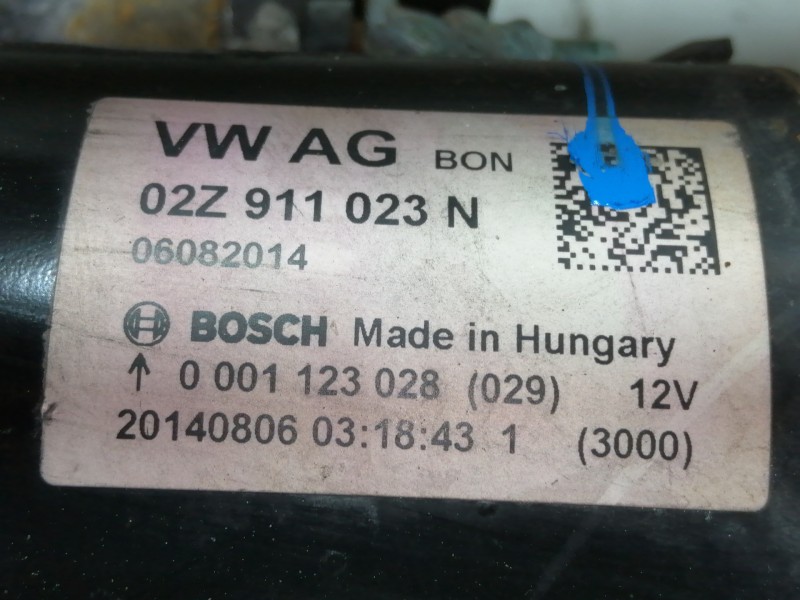 VW AG BON
02Z 911 023 N
06082014
BOSCH Made in Hungary
↑ 0 001 123 028 (029) 12V
20140806 03:18:43 1 (3000)